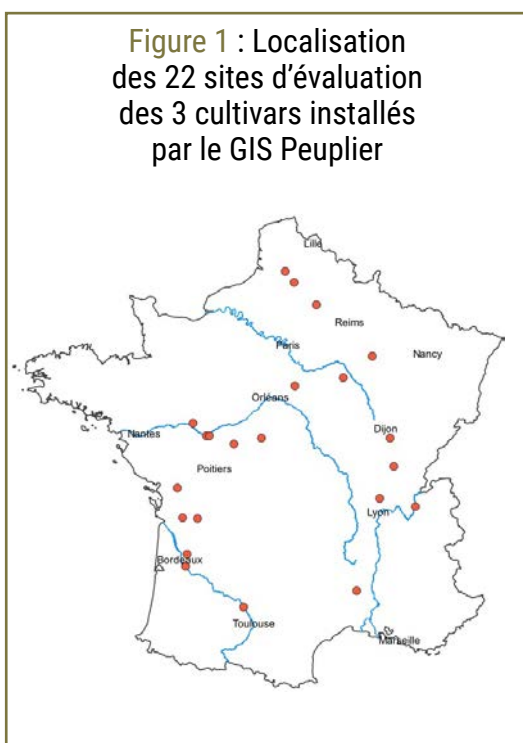 Figure 1 : Localisation
des 22 sites d'évaluation
des 3 cultivars installés
par le GIS Peuplier
Lille
Reims
Paris
Nancy
Orléans
Nantes
Dijon
Poitiers
Lyon
Bordeaux
Toulouse
Marseille